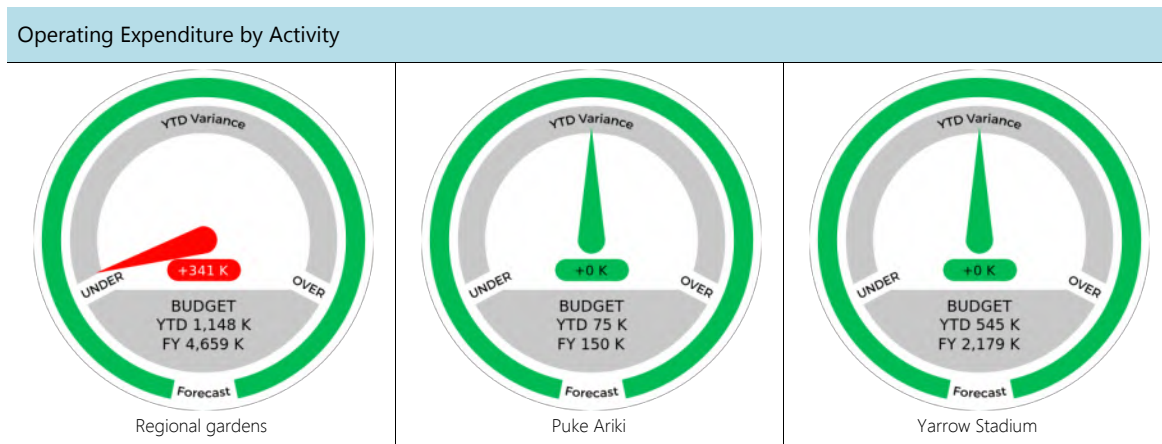 Operating Expenditure by Activity
YTD Variance
+341 K
UNDER
OVER
BUDGET
YTD 1,148 K
FY 4,659 K
Forecast
Regional gardens
YTD Variance
+0 K
UNDER
OVER
BUDGET
YTD 75 K
FY 150 K
Forecast
Puke Ariki
YTD Variance
+0 K
UNDER
OVER
BUDGET
YTD 545 K
FY 2,179 K
Forecast
Yarrow Stadium